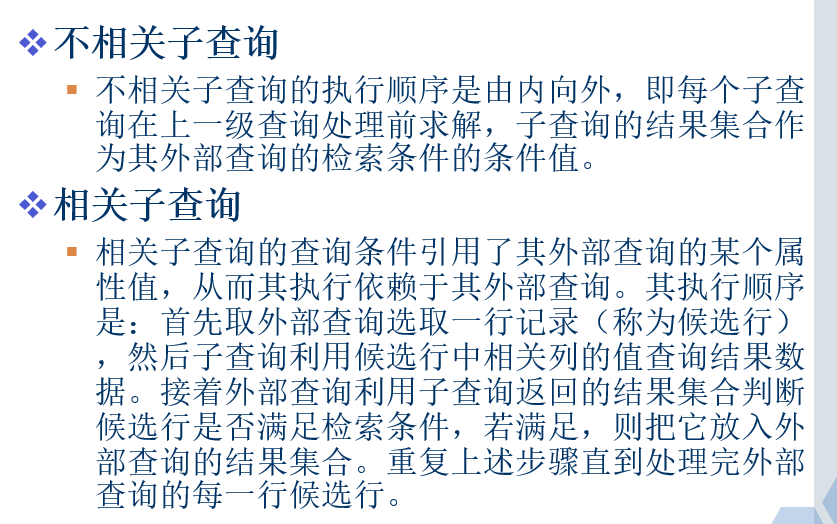 不相关子查询
不相关子查询的执行顺序是由内向外，即每个子查
询在上一级查询处理前求解，子查询的结果集合作
为其外部查询的检索条件的条件值。
相关子查询
相关子查询的查询条件引用了其外部查询的某个属
性值，从而其执行依赖于其外部查询。其执行顺序
是：首先取外部查询选取一行记录（称为候选行）
，然后子查询利用候选行中相关列的值查询结果数
据。接着外部查询利用子查询返回的结果集合判断
候选行是否满足检索条件，若满足，则把它放入外
部查询的结果集合。重复上述步骤直到处理完外部
查询的每一行候选行。